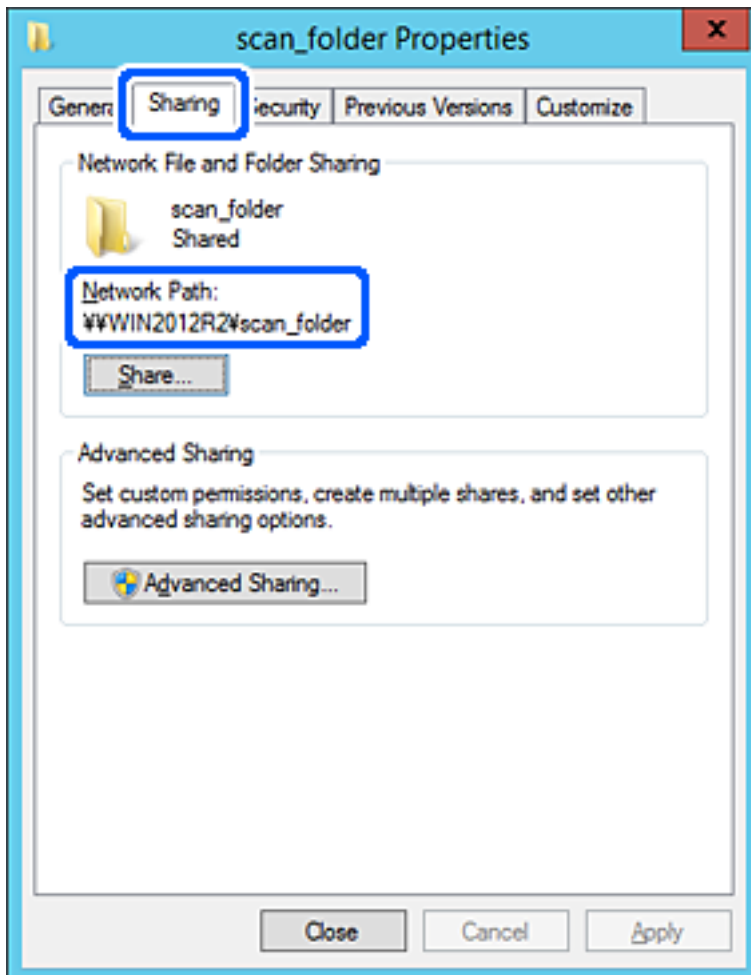 scan_folder Properties
x
Genera
Sharing
ecurity
Previous Versions
Customize
Network File and Folder Sharing
scan_folder
Shared
Network Path:
¥¥WIN2012R2¥scan_folder
Share...
Advanced Sharing
Set custom permissions, create multiple shares, and set other
advanced sharing options.
Advanced Sharing...
Close
Cancel
Apply